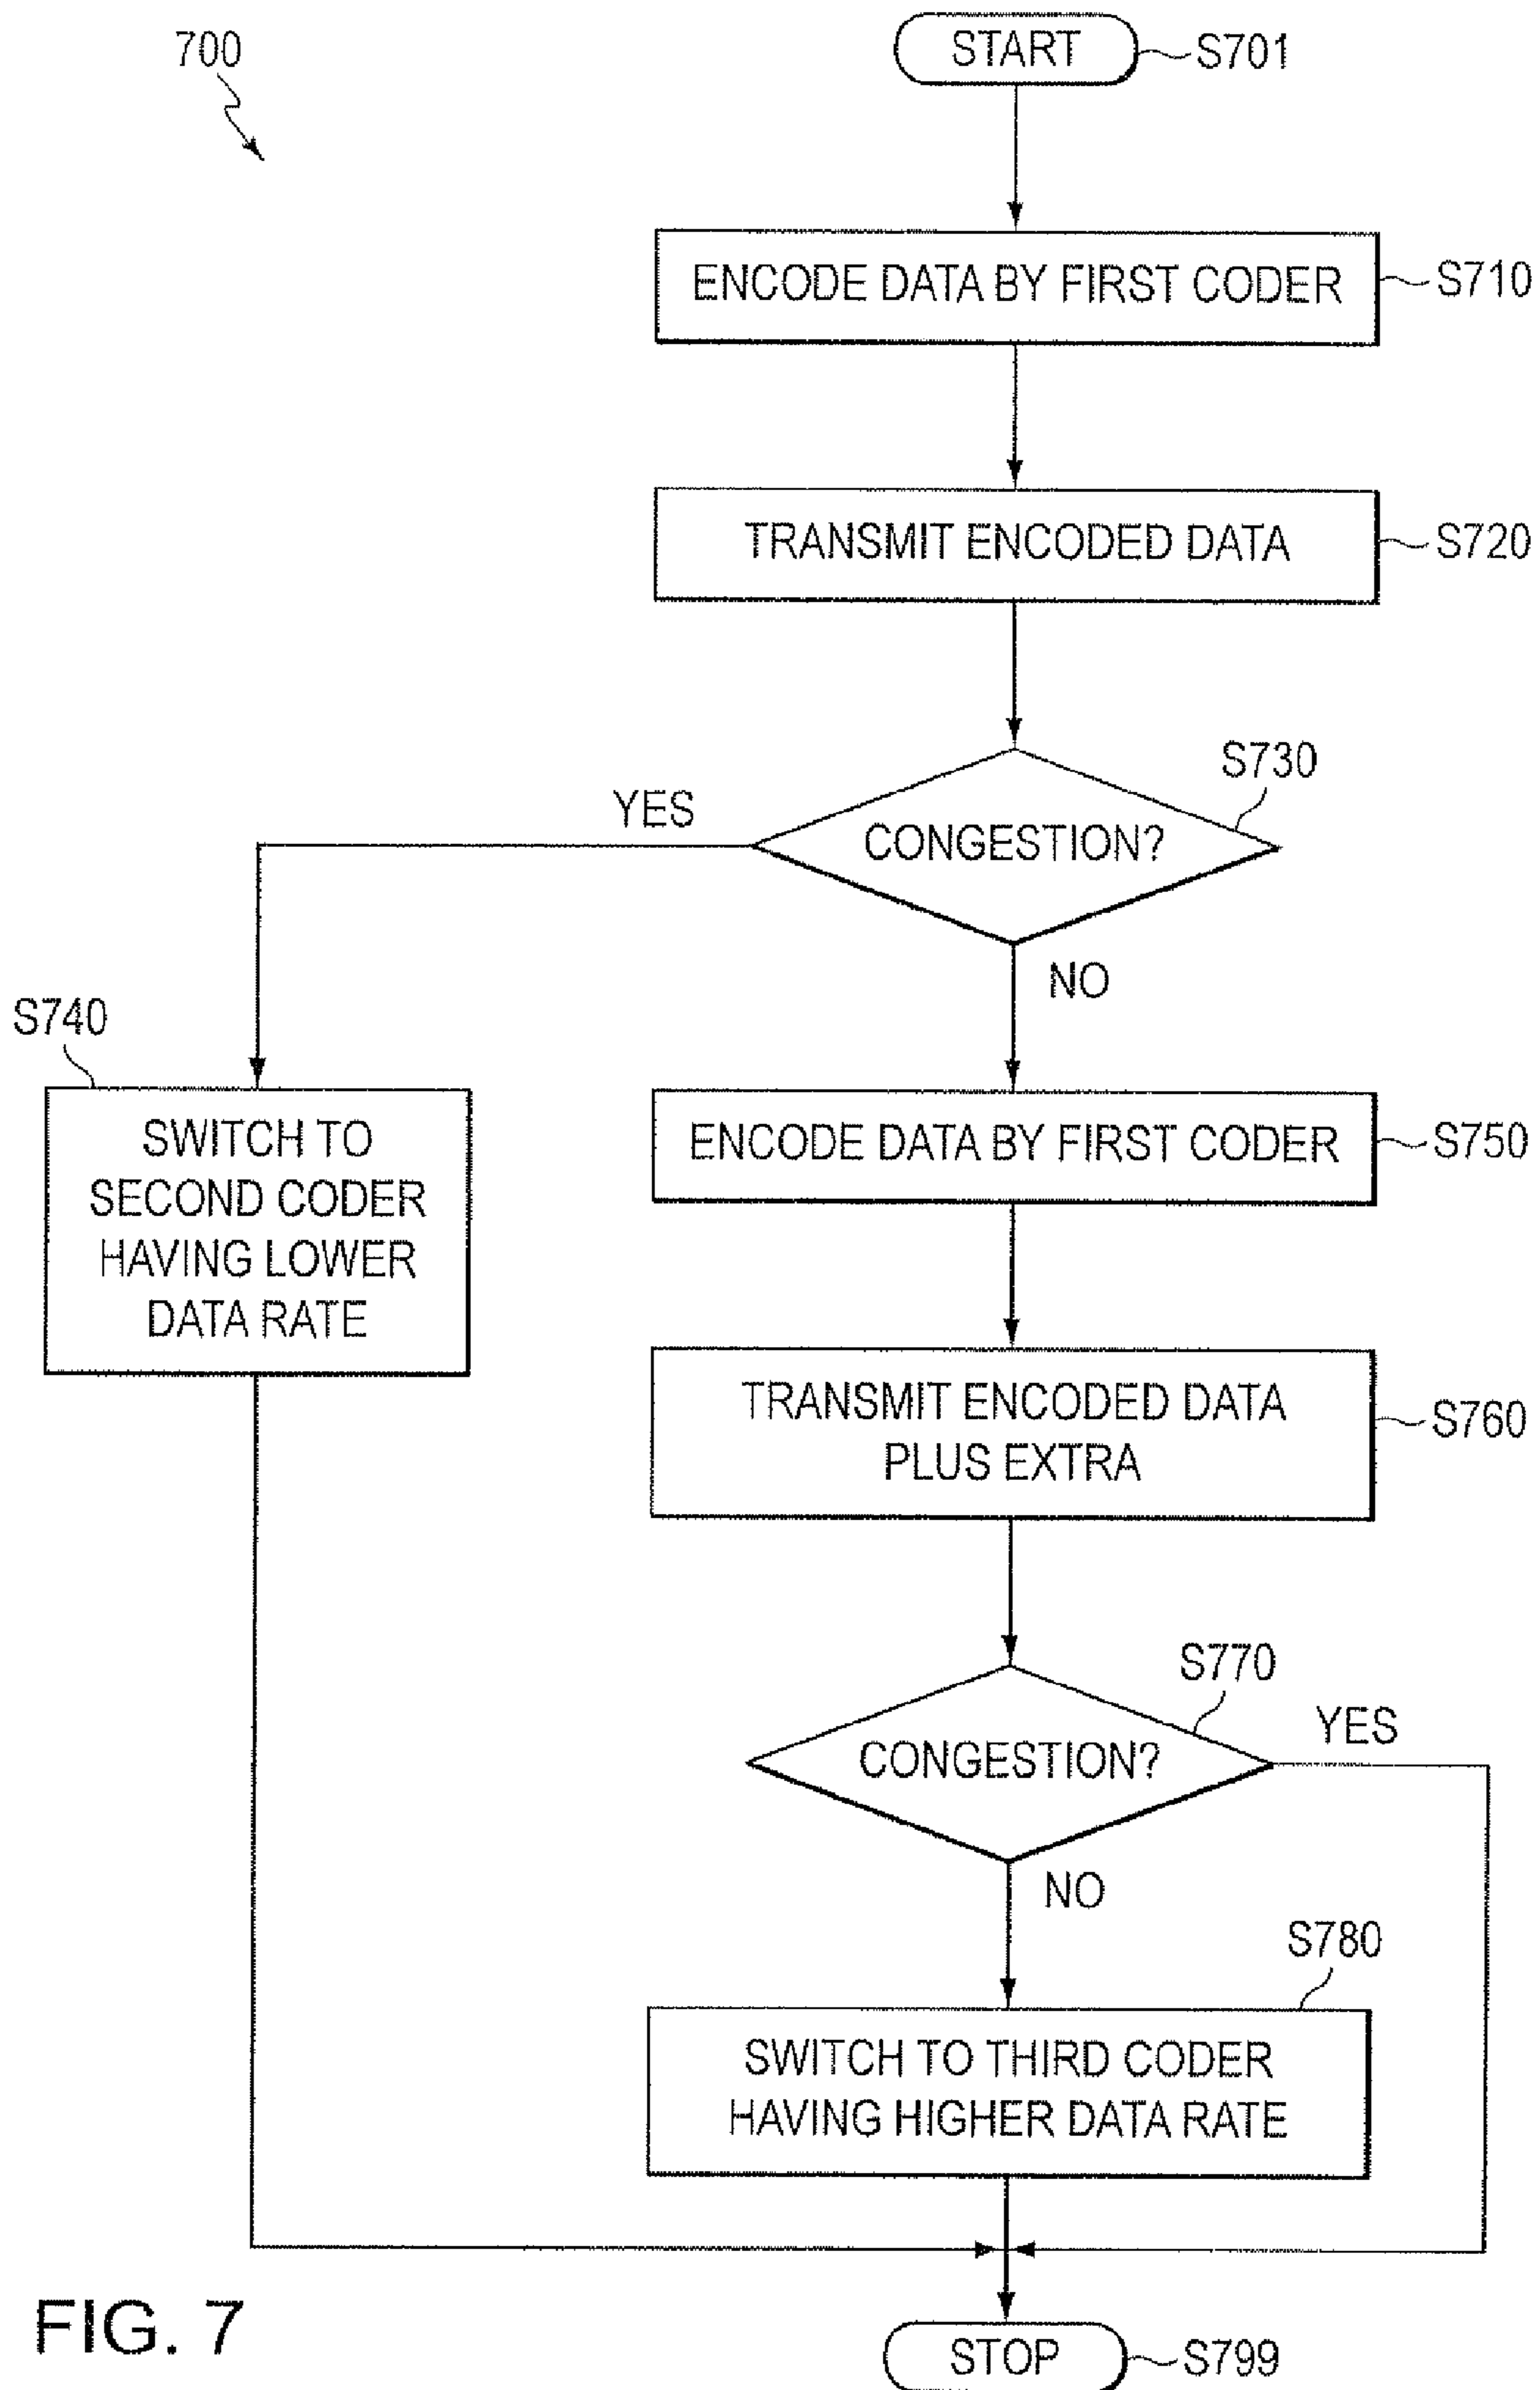 700
START
S701
ENCODE DATA BY FIRST CODER
S710
TRANSMIT ENCODED DATA
S720
S730
YES
CONGESTION?
NO
S740
SWITCH TO
SECOND CODER
HAVING LOWER
DATA RATE
ENCODE DATA BY FIRST CODER
S750
TRANSMIT ENCODED DATA
PLUS EXTRA
S760
S770
YES
CONGESTION?
NO
S780
SWITCH TO THIRD CODER
HAVING HIGHER DATA RATE
FIG. 7
STOP
S799